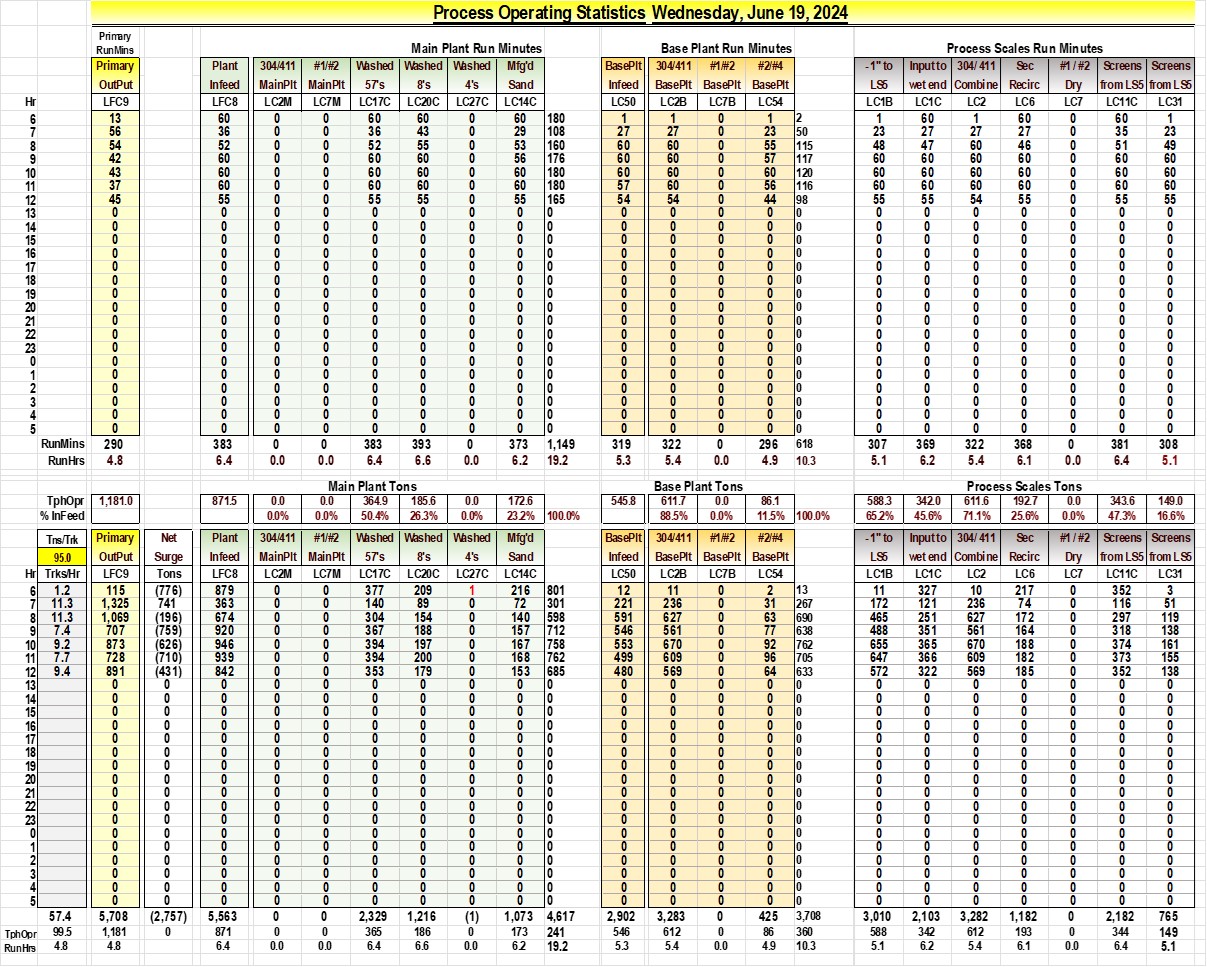 Process Operating Statistics Wednesday, June 19, 2024
Primary
RunMins Main Plant Run Minutes Base Plant Run Minutes Process Scales Run Minutes
Primary Plant 304/411 #1/#2 Washed Washed Washed Mfg'd BasePlt 304/411 #1/#2 #2/#4 -1" to Input to 304/ 411 Sec #1 / #2 Screens Screens
OutPut Infeed MainPlt MainPlt 57's 8's 4's Sand Infeed BasePlt BasePlt BasePlt LS5 wet end Combine Recirc Dry from LS5 from LS5
Hr LFC9 LFC8 LC2M LC7M LC17C LC20C LC27C LC14C LC50 LC2B LC7B LC54 LC1B LC1C LC2 LC6 LC7 LC11C LC31
6 13 60 0 0 60 60 0 60 180 1 1 0 1 2 1 60 1 60 0 60 1
7 56 36 0 0 36 43 0 29 108 27 27 0 23 50 23 27 27 27 0 35 23
8 54 52 0 0 52 55 0 53 160 60 60 0 55 115 48 47 60 46 0 51 49
9 42 60 0 0 60 60 0 56 176 60 60 0 57 117 60 60 60 60 0 60 60
10 43 60 0 0 60 60 0 60 180 60 60 0 60 120 60 60 60 60 0 60 60
11 37 60 0 0 60 60 0 60 180 57 60 0 56 116 60 60 60 60 0 60 60
12 45 55 0 0 55 55 0 55 165 54 54 0 44 98 55 55 54 55 0 55 55
13 0 0 0 0 0 0 0 0 0 0 0 0 0 0 0 0 0 0 0 0 0
14 0 0 0 0 0 0 0 0 0 0 0 0 0 0 0 0 0 0 0 0 0
15 0 0 0 0 0 0 0 0 0 0 0 0 0 0 0 0 0 0 0 0 0
16 0 0 0 0 0 0 0 0 0 0 0 0 0 0 0 0 0 0 0 0 0
17 0 0 0 0 0 0 0 0 0 0 0 0 0 0 0 0 0 0 0 0 0
18 0 0 0 0 0 0 0 0 0 0 0 0 0 0 0 0 0 0 0 0 0
19 0 0 0 0 0 0 0 0 0 0 0 0 0 0 0 0 0 0 0 0 0
20 0 0 0 0 0 0 0 0 0 0 0 0 0 0 0 0 0 0 0 0 0
21 0 0 0 0 0 0 0 0 0 0 0 0 0 0 0 0 0 0 0 0 0
22 0 0 0 0 0 0 0 0 0 0 0 0 0 0 0 0 0 0 0 0 0
23 0 0 0 0 0 0 0 0 0 0 0 0 0 0 0 0 0 0 0 0 0
0 0 0 0 0 0 0 0 0 0 0 0 0 0 0 0 0 0 0 0 0 0
1 0 0 0 0 0 0 0 0 0 0 0 0 0 0 0 0 0 0 0 0 0
2 0 0 0 0 0 0 0 0 0 0 0 0 0 0 0 0 0 0 0 0 0
3 0 0 0 0 0 0 0 0 0 0 0 0 0 0 0 0 0 0 0 0 0
4 0 0 0 0 0 0 0 0 0 0 0 0 0 0 0 0 0 0 0 0 0
5 0 0 0 0 0 0 0 0 0 0 0 0 0 0 0 0 0 0 0 0 0
RunMins 290 383 0 0 383 393 0 373 1,149 319 322 0 296 618 307 369 322 368 0 381 308
RunHrs 4.8 6.4 0.0 0.0 6.4 6.6 0.0 6.2 19.2 5.3 5.4 0.0 4.9 10.3 5.1 6.2 5.4 6.1 0.0 6.4 5.1
Main Plant Tons Base Plant Tons Process Scales Tons
TphOpr 1,181.0 871.5 0.0 0.0 364.9 185.6 0.0 172.6 545.8 611.7 0.0 86.1 588.3 342.0 611.6 192.7 0.0 343.6 149.0
% InFeed 0.0% 0.0% 50.4% 26.3% 0.0% 23.2% 100.0% 88.5% 0.0% 11.5% 100.0% 65.2% 45.6% 71.1% 25.6% 0.0% 47.3% 16.6%
Tns/Trk Primary Net Plant 304/411 #1/#2 Washed Washed Washed Mfg'd BasePlt 304/411 #1/#2 #2/#4 -1" to Input to 304/ 411 Sec #1 / #2 Screens Screens
95.0 OutPut Surge Infeed MainPlt MainPlt 57's 8's 4's Sand Infeed BasePlt BasePlt BasePlt LS5 wet end Combine Recirc Dry from LS5 from LS5
Hr Trks/Hr LFC9 Tons LFC8 LC2M LC7M LC17C LC20C LC27C LC14C LC50 LC2B LC7B LC54 LC1B LC1C LC2 LC6 LC7 LC11C LC31
6 1.2 115 (776) 879 0 0 377 209 1 216 801 12 11 0 2 13 11 327 10 217 0 352 3
7 11.3 1,325 741 363 0 0 140 89 0 72 301 221 236 0 31 267 172 121 236 74 0 116 51
8 11.3 1,069 (196) 674 0 0 304 154 0 140 598 591 627 0 63 690 465 251 627 172 0 297 119
9 7.4 707 (759) 920 0 0 367 188 0 157 712 546 561 0 77 638 488 351 561 164 0 318 138
10 9.2 873 (626) 946 0 0 394 197 0 167 758 553 670 0 92 762 655 365 670 188 0 374 161
11 7.7 728 (710) 939 0 0 394 200 0 168 762 499 609 0 96 705 647 366 609 182 0 373 155
12 9.4 891 (431) 842 0 0 353 179 0 153 685 480 569 0 64 633 572 322 569 185 0 352 138
13 0 0 0 0 0 0 0 0 0 0 0 0 0 0 0 0 0 0 0 0 0 0
14 0 0 0 0 0 0 0 0 0 0 0 0 0 0 0 0 0 0 0 0 0 0
15 0 0 0 0 0 0 0 0 0 0 0 0 0 0 0 0 0 0 0 0 0 0
16 0 0 0 0 0 0 0 0 0 0 0 0 0 0 0 0 0 0 0 0 0 0
17 0 0 0 0 0 0 0 0 0 0 0 0 0 0 0 0 0 0 0 0 0 0
18 0 0 0 0 0 0 0 0 0 0 0 0 0 0 0 0 0 0 0 0 0 0
19 0 0 0 0 0 0 0 0 0 0 0 0 0 0 0 0 0 0 0 0 0 0
20 0 0 0 0 0 0 0 0 0 0 0 0 0 0 0 0 0 0 0 0 0 0
21 0 0 0 0 0 0 0 0 0 0 0 0 0 0 0 0 0 0 0 0 0 0
22 0 0 0 0 0 0 0 0 0 0 0 0 0 0 0 0 0 0 0 0 0 0
23 0 0 0 0 0 0 0 0 0 0 0 0 0 0 0 0 0 0 0 0 0 0
0 0 0 0 0 0 0 0 0 0 0 0 0 0 0 0 0 0 0 0 0 0 0
1 0 0 0 0 0 0 0 0 0 0 0 0 0 0 0 0 0 0 0 0 0 0
2 0 0 0 0 0 0 0 0 0 0 0 0 0 0 0 0 0 0 0 0 0 0
3 0 0 0 0 0 0 0 0 0 0 0 0 0 0 0 0 0 0 0 0 0 0
4 0 0 0 0 0 0 0 0 0 0 0 0 0 0 0 0 0 0 0 0 0 0
5 0 0 0 0 0 0 0 0 0 0 0 0 0 0 0 0 0 0 0 0 0 0
57.4 5,708 (2,757) 5,563 0 0 2,329 1,216 (1) 1,073 4,617 2,902 3,283 0 425 3,708 3,010 2,103 3,282 1,182 0 2,182 765
TphOpr 99.5 1,181 0 871 0 0 365 186 0 173 241 546 612 0 86 360 588 342 612 193 0 344 149
RunHrs 4.8 4.8 6.4 0.0 0.0 6.4 6.6 0.0 6.2 19.2 5.3 5.4 0.0 4.9 10.3 5.1 6.2 5.4 6.1 0.0 6.4 5.1